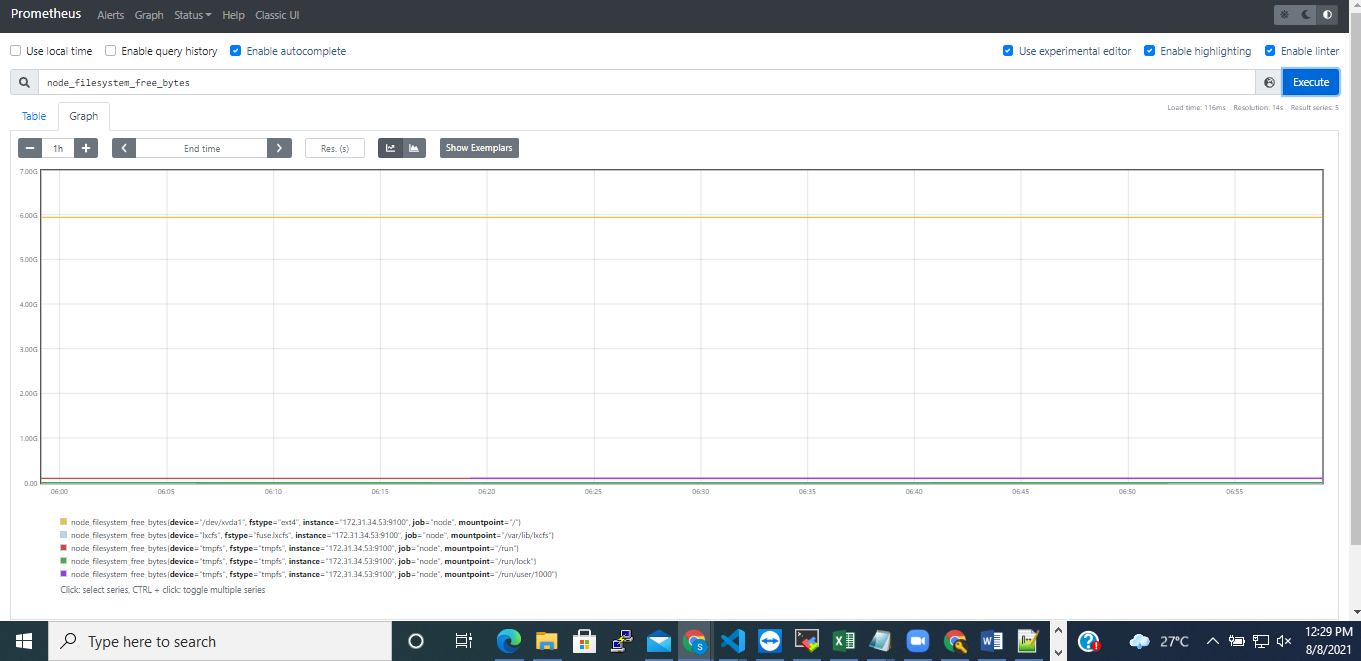 Prometheus Alerts Graph Status Help Classic UI
Use local time Enable query history Enable autocomplete Use experimental editor Enable highlighting Enable linter
node_filesystem_free_bytes Execute
Load time: 116ms Resolution: 14s Result series: 5
Table Graph
1h End time Res. (s) Show Exemplars
7.00G
6.00G
5.00G
4.00G
3.00G
2.00G
1.00G
0.00
06:00 06:05 06:10 06:15 06:20 06:25 06:30 06:35 06:40 06:45 06:50 06:55
node_filesystem_free_bytes{device="/dev/xvda1", fstype="ext4", instance="172.31.34.53:9100", job="node", mountpoint="/"}
node_filesystem_free_bytes{device="lxcfs", fstype="fuse.lxcfs", instance="172.31.34.53:9100", job="node", mountpoint="/var/lib/lxcfs"}
node_filesystem_free_bytes{device="tmpfs", fstype="tmpfs", instance="172.31.34.53:9100", job="node", mountpoint="/run"}
node_filesystem_free_bytes{device="tmpfs", fstype="tmpfs", instance="172.31.34.53:9100", job="node", mountpoint="/run/lock"}
node_filesystem_free_bytes{device="tmpfs", fstype="tmpfs", instance="172.31.34.53:9100", job="node", mountpoint="/run/user/1000"}
Click: select series, CTRL + click: toggle multiple series
Type here to search 27°C 12:29 PM
8/8/2021